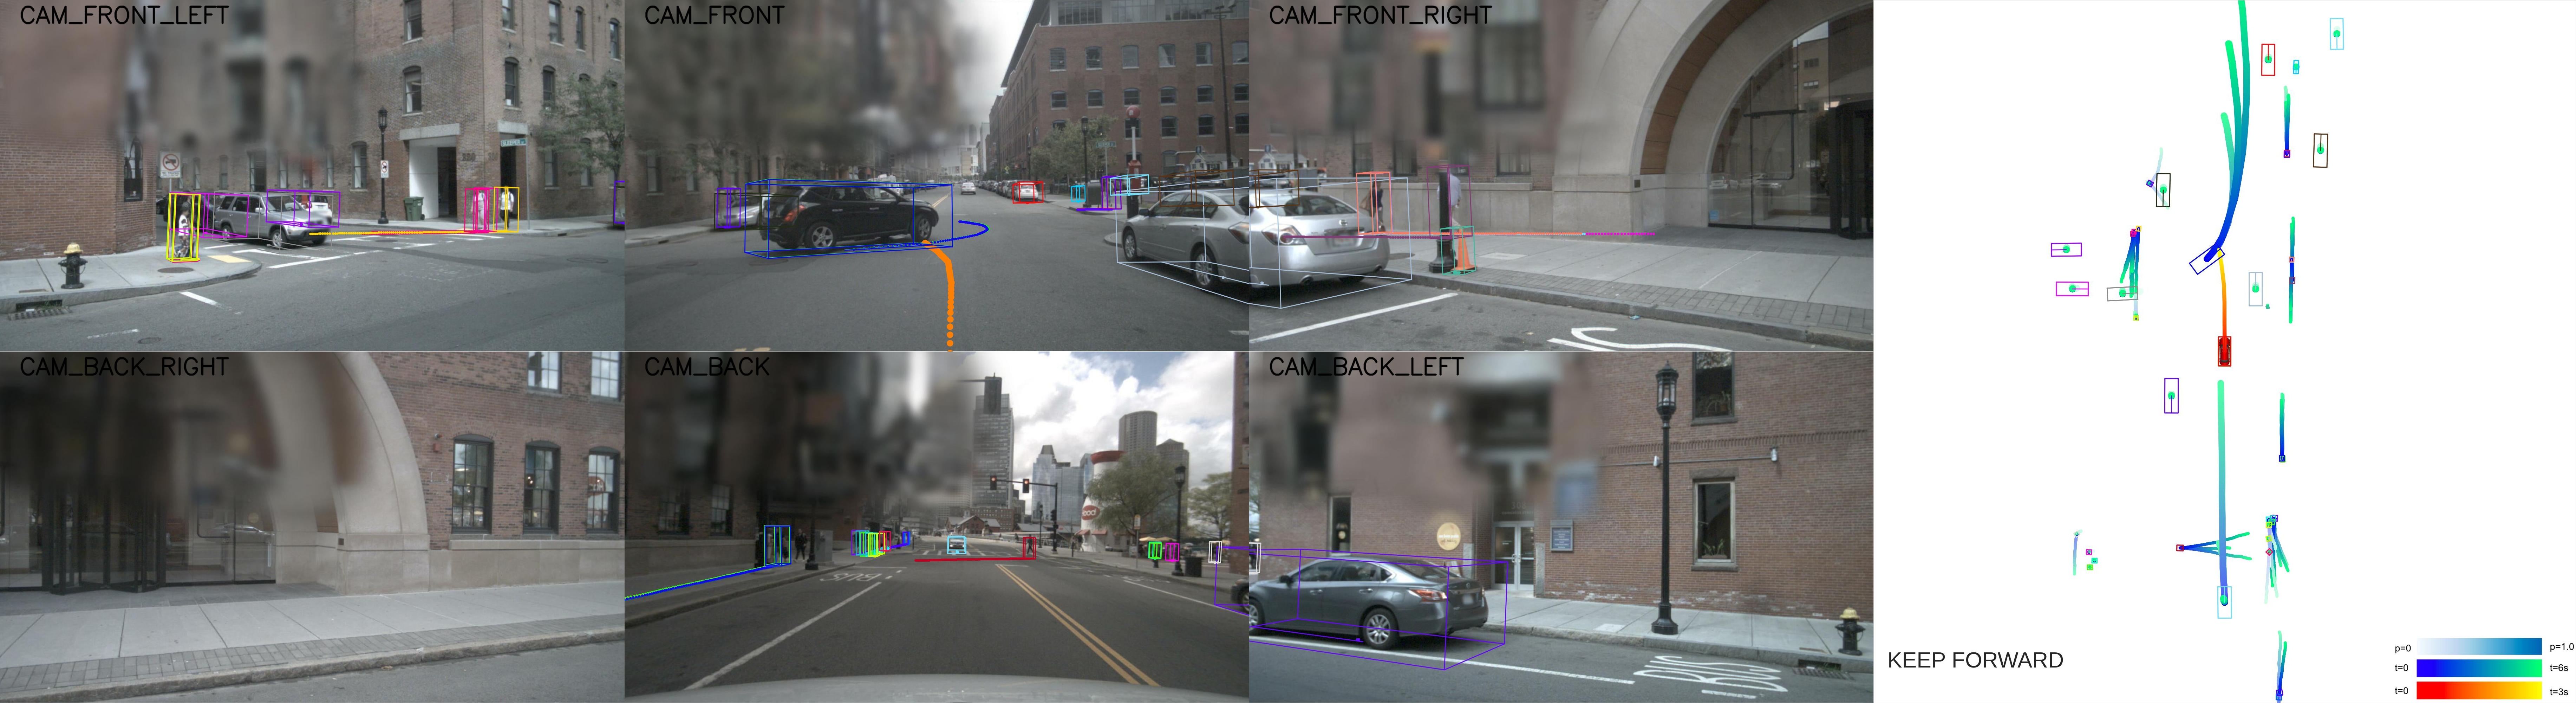 CAM_FRONT_LEFT
CAM_FRONT
CAM_FRONT_RIGHT
CAM_BACK_RIGHT
CAM_BACK
CAM_BACK_LEFT
BUS
KEEP FORWARD
p=0
p=1.0
t=0
t=6s
t=0
t=3s